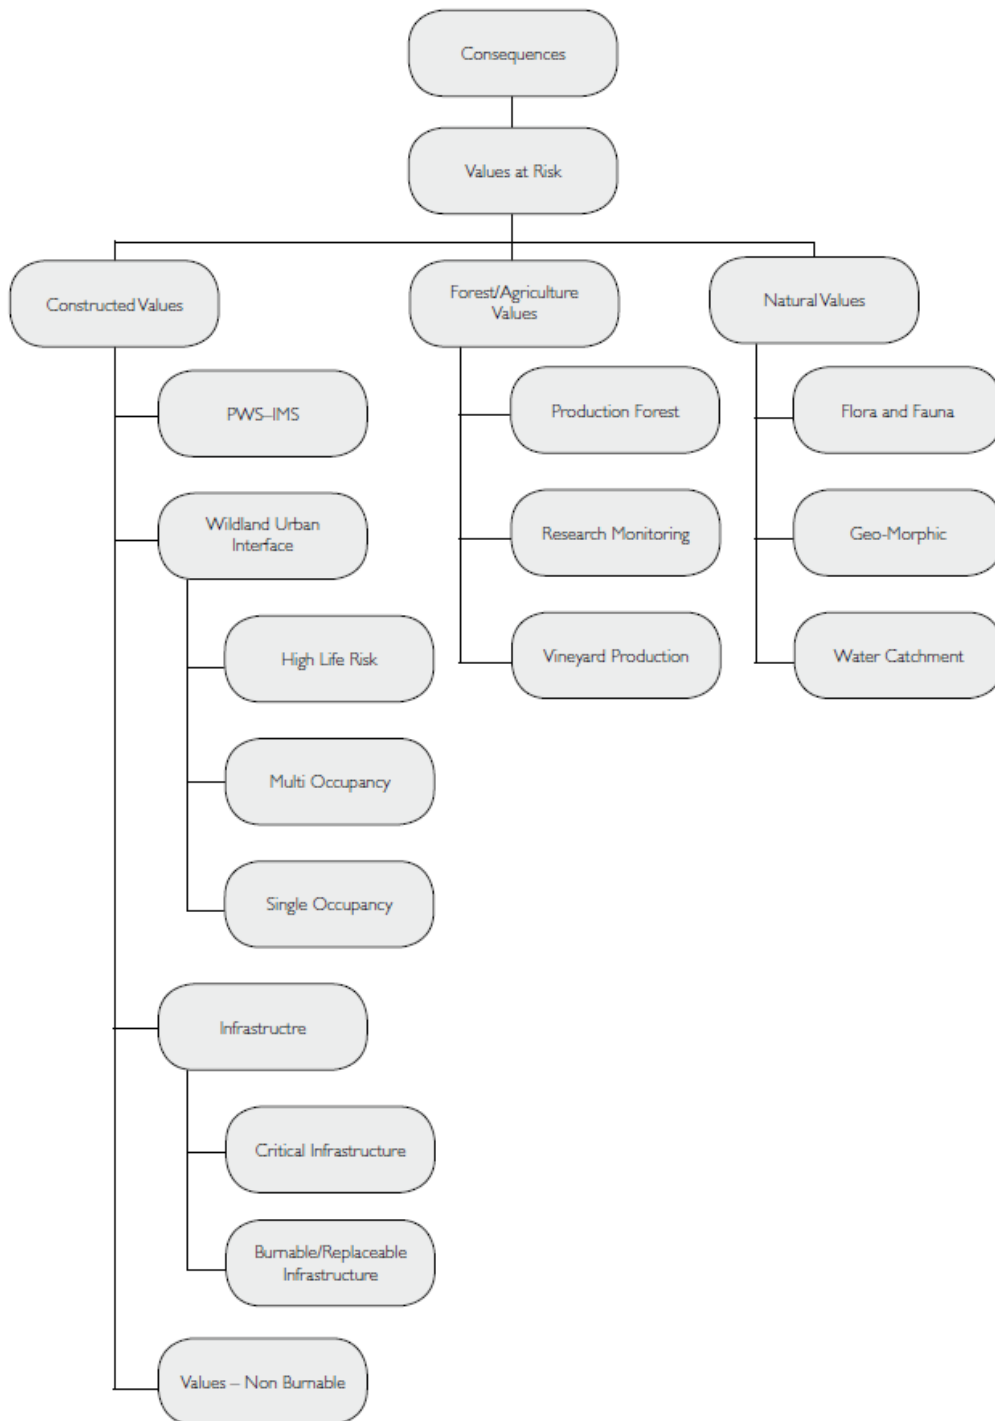 Consequences
Values at Risk
Constructed Values
Forest/Agriculture
Values
Natural Values
PWS–IMS
Wildland Urban
Interface
High Life Risk
Multi Occupancy
Single Occupancy
Infrastructre
Critical Infrastructure
Burnable/Replaceable
Infrastructure
Values – Non Burnable
Production Forest
Research Monitoring
Vineyard Production
Flora and Fauna
Geo-Morphic
Water Catchment